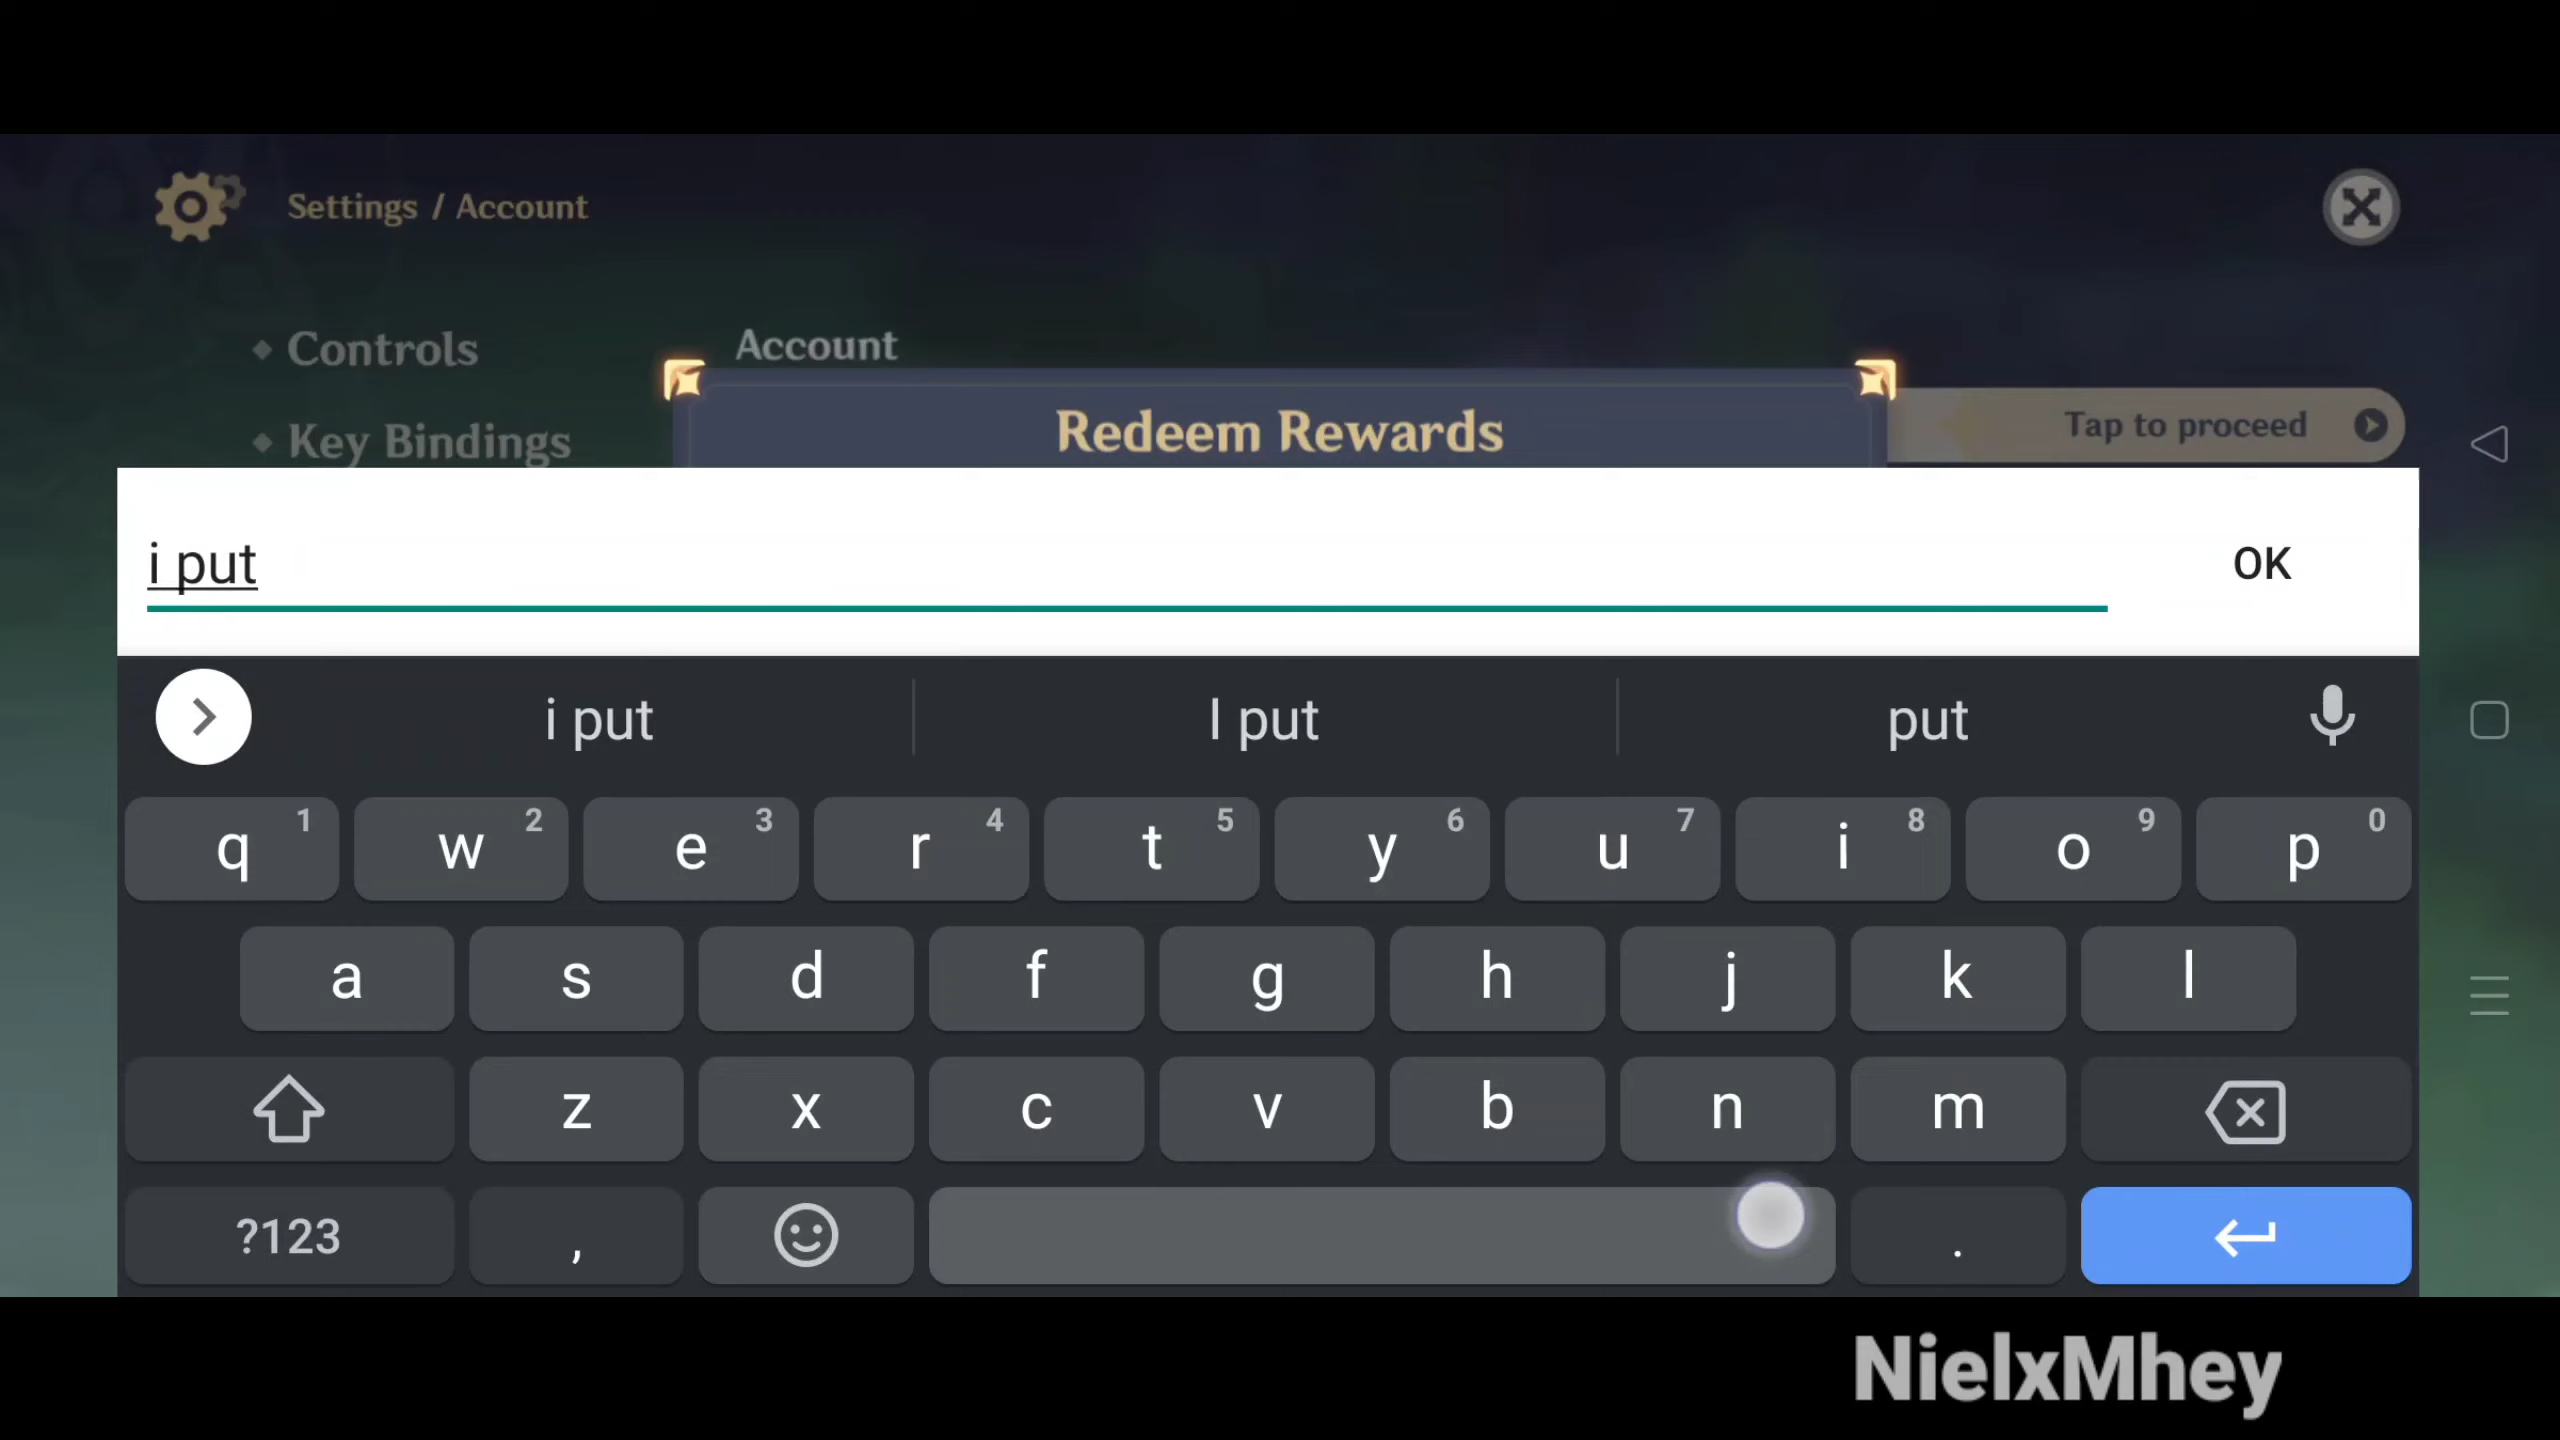 Settings / Account
Controls
Account
Key Bindings
Redeem Rewards
Tap to proceed
i put
OK
i put
I put
put
q 1 w 2 e 3 r 4 t 5 y 6 u 7 i 8 o 9 p 0
a s d f g h j k l
z x c v b n m
?123 , .
NielxMhey